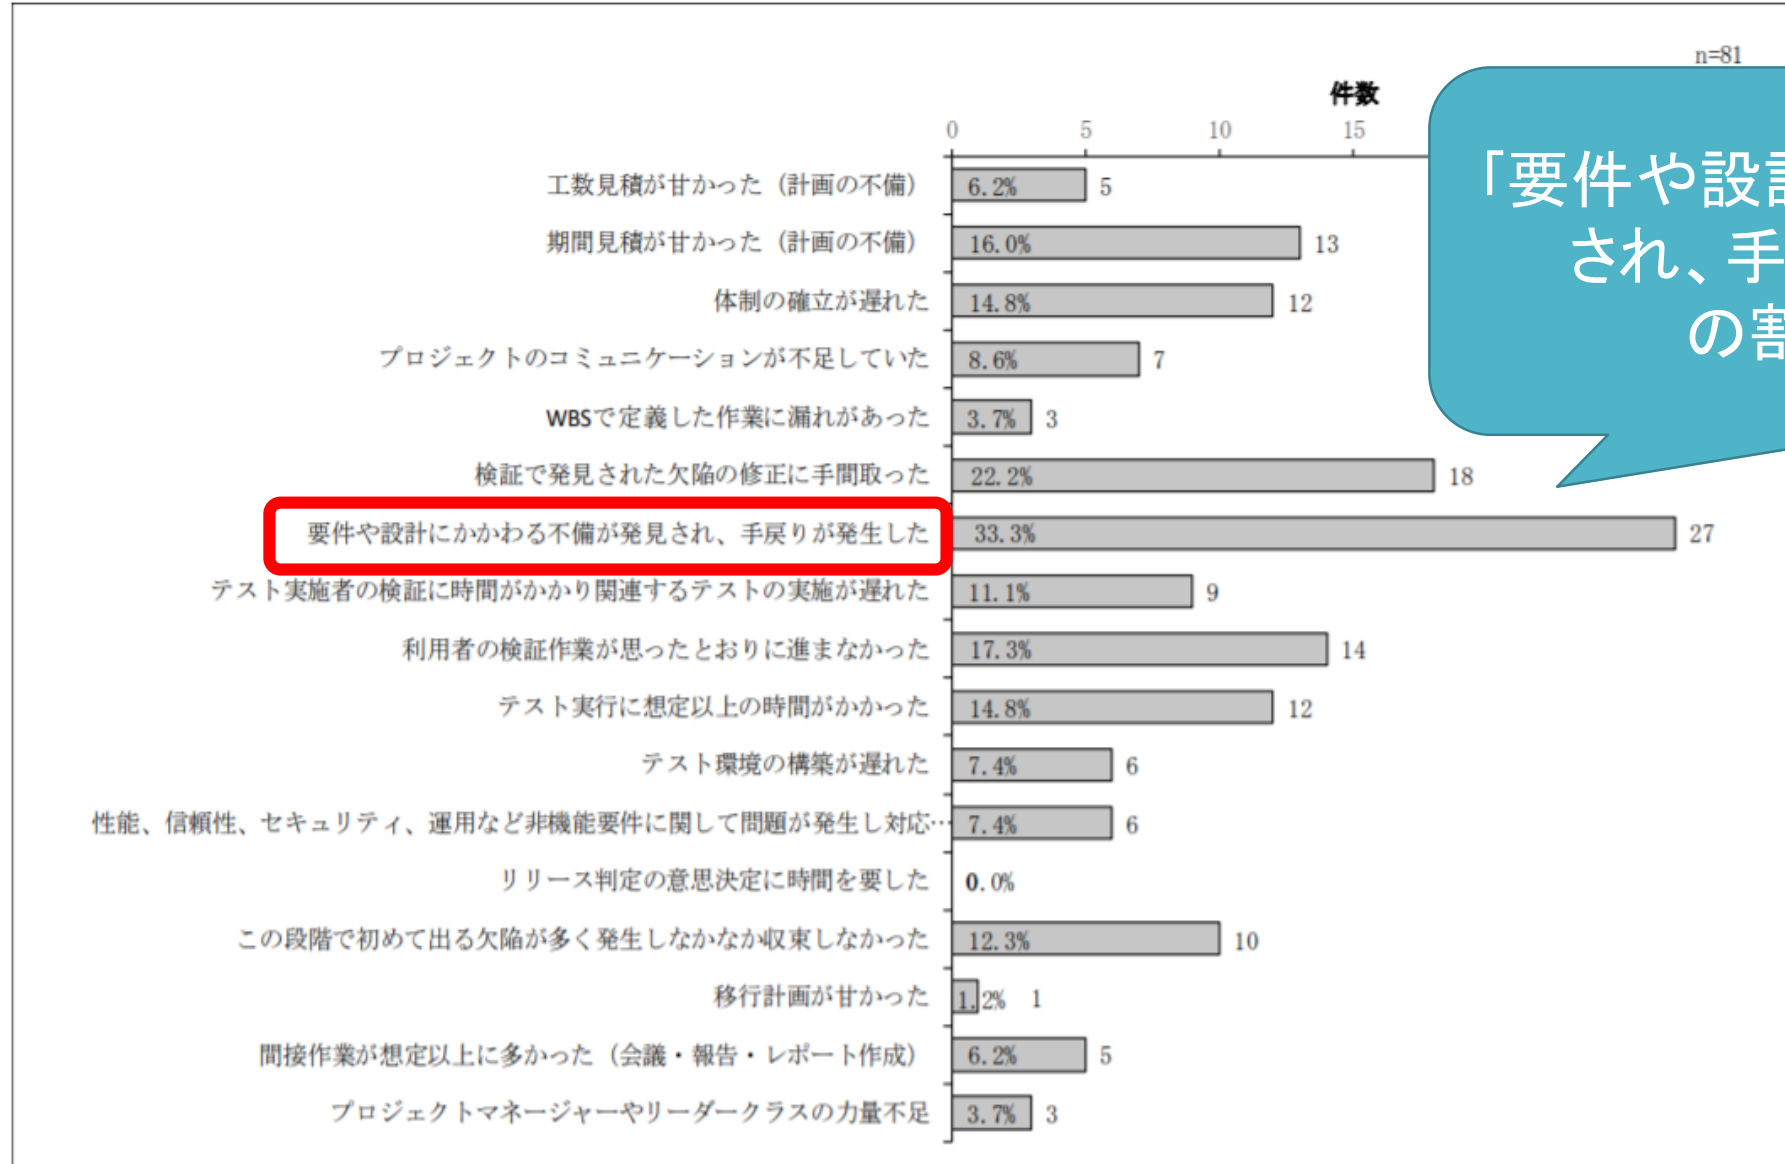 n=81
件数
0 5 10 15
工数見積が甘かった（計画の不備） 6.2% 5
期間見積が甘かった（計画の不備） 16.0% 13
体制の確立が遅れた 14.8% 12
プロジェクトのコミュニケーションが不足していた 8.6% 7
WBSで定義した作業に漏れがあった 3.7% 3
検証で発見された欠陥の修正に手間取った 22.2% 18
要件や設計にかかわる不備が発見され、手戻りが発生した 33.3% 27
テスト実施者の検証に時間がかかり関連するテストの実施が遅れた 11.1% 9
利用者の検証作業が思ったとおりに進まなかった 17.3% 14
テスト実行に想定以上の時間がかかった 14.8% 12
テスト環境の構築が遅れた 7.4% 6
性能、信頼性、セキュリティ、運用など非機能要件に関して問題が発生し対応… 7.4% 6
リリース判定の意思決定に時間を要した 0.0%
この段階で初めて出る欠陥が多く発生しなかなか収束しなかった 12.3% 10
移行計画が甘かった 1.2% 1
間接作業が想定以上に多かった（会議・報告・レポート作成） 6.2% 5
プロジェクトマネージャーやリーダークラスの力量不足 3.7% 3
「要件や設
され、手
の